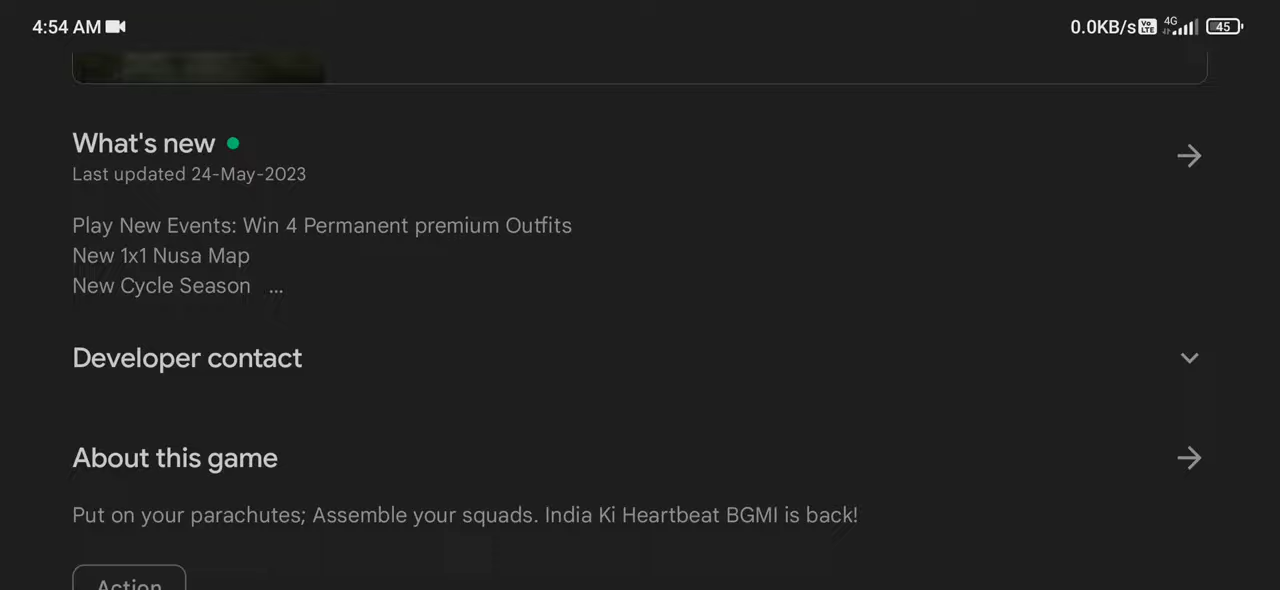 4:54 AM
0.0KB/s Vo LTE 4G 45
What's new
Last updated 24-May-2023
Play New Events: Win 4 Permanent premium Outfits
New 1x1 Nusa Map
New Cycle Season ...
Developer contact
About this game
Put on your parachutes; Assemble your squads. India Ki Heartbeat BGMI is back!
Action